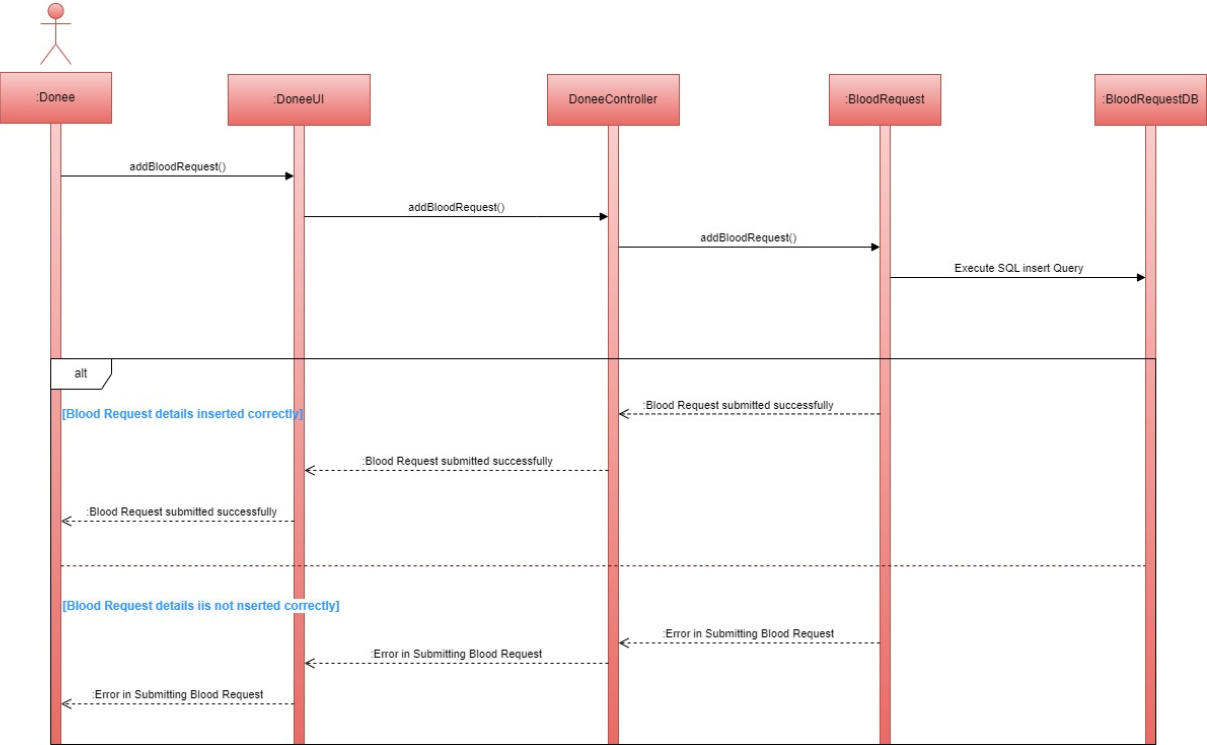 :Donee
:DoneeUI
DoneeController
:BloodRequest
:BloodRequestDB
addBloodRequest()
addBloodRequest()
addBloodRequest()
Execute SQL insert Query
alt
[Blood Request details inserted correctly]
:Blood Request submitted successfully
:Blood Request submitted successfully
:Blood Request submitted successfully
[Blood Request details iis not nserted correctly]
:Error in Submitting Blood Request
:Error in Submitting Blood Request
:Error in Submitting Blood Request